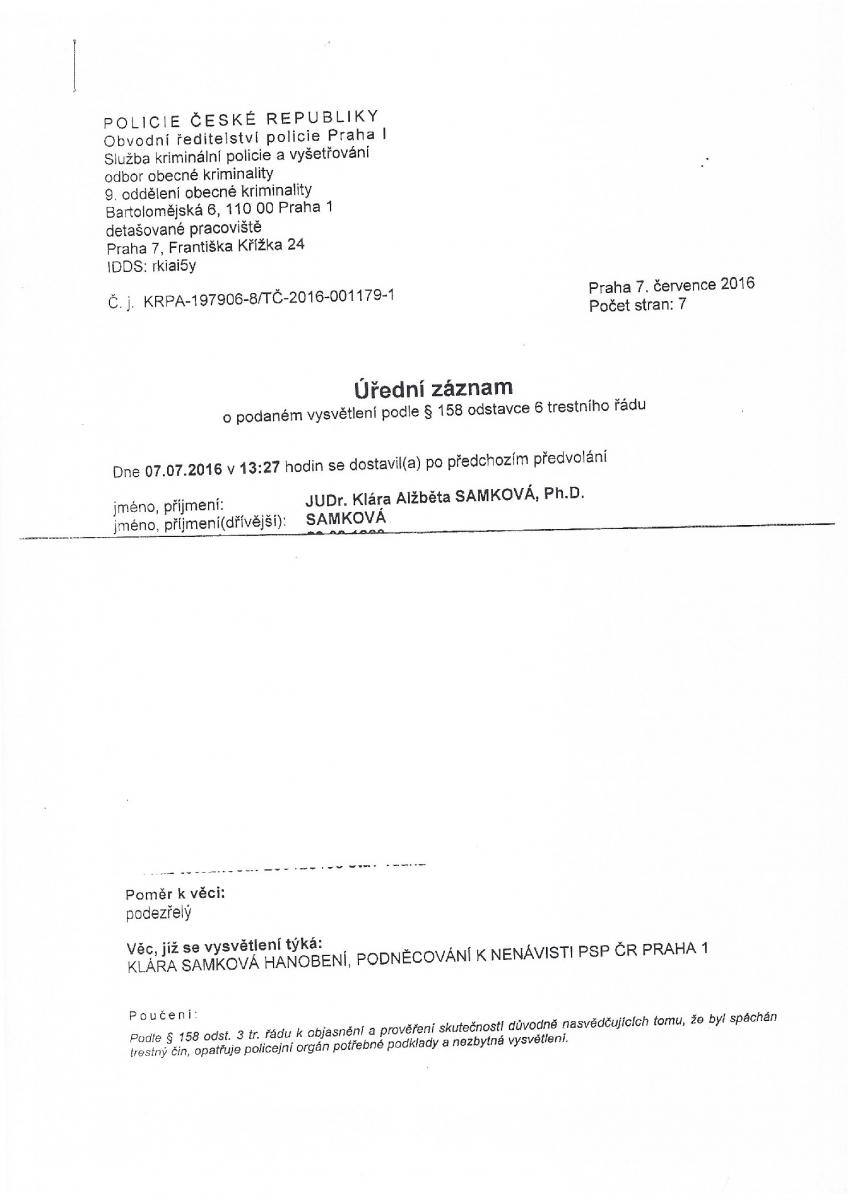 POLICIE ČESKÉ REPUBLIKY
Obvodní ředitelství policie Praha I
Služba kriminální policie a vyšetřování
odbor obecné kriminality
9. oddělení obecné kriminality
Bartolomějská 6, 110 00 Praha 1
detašované pracoviště
Praha 7, Františka Křížka 24
IDDS: rkiai5y
Č. j. KRPA-197906-8/TČ-2016-001179-1
Praha 7. července 2016
Počet stran: 7
Úřední záznam
o podaném vysvětlení podle § 158 odstavce 6 trestního řádu
Dne 07.07.2016 v 13:27 hodin se dostavil(a) po předchozím předvolání
jméno, příjmení: JUDr. Klára Alžběta SAMKOVÁ, Ph.D.
jméno, příjmení(dřívější): SAMKOVÁ
Poměr k věci:
podezřelý
Věc, jíž se vysvětlení týká:
KLÁRA SAMKOVÁ HANOBENÍ, PODNĚCOVÁNÍ K NENÁVISTI PSP ČR PRAHA 1
Poučení:
Podle § 158 odst. 3 tr. řádu k objasnění a prověření skutečností důvodně nasvědčujících tomu, že byl spáchán
trestný čin, opatřuje policejní orgán potřebné podklady a nezbytná vysvětlení.